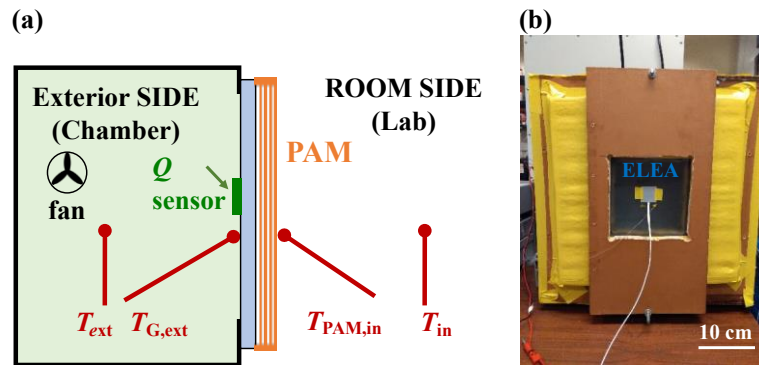 (a)
Exterior SIDE
(Chamber)
fan
Q
sensor
PAM
ROOM SIDE
(Lab)
Text
TG,ext
TPAM,in
Tin
(b)
ELEA
10 cm